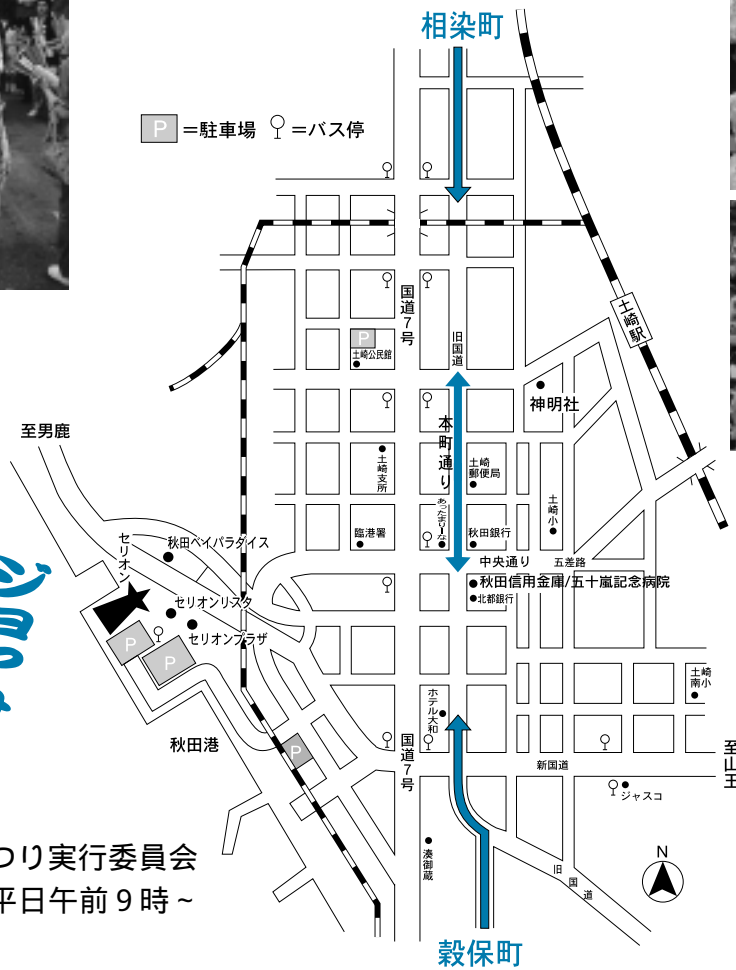 相染町
P =駐車場 =バス停
国道7号
旧国道
土崎駅
P
土崎公民館
神明社
至男鹿
本町通り
土崎支所
土崎郵便局
土崎小
あったまりーな
臨港署
秋田銀行
セリオン
秋田ベイパラダイス
中央通り 五差路
秋田信用金庫/五十嵐記念病院
北都銀行
セリオンリスタ
セリオンプラザ
P
P
土崎南小
ホテル大和
秋田港
P
国道7号
至山王
新国道
ジャスコ
湊御蔵
旧国道
N
つり実行委員会
平日午前9時~
穀保町